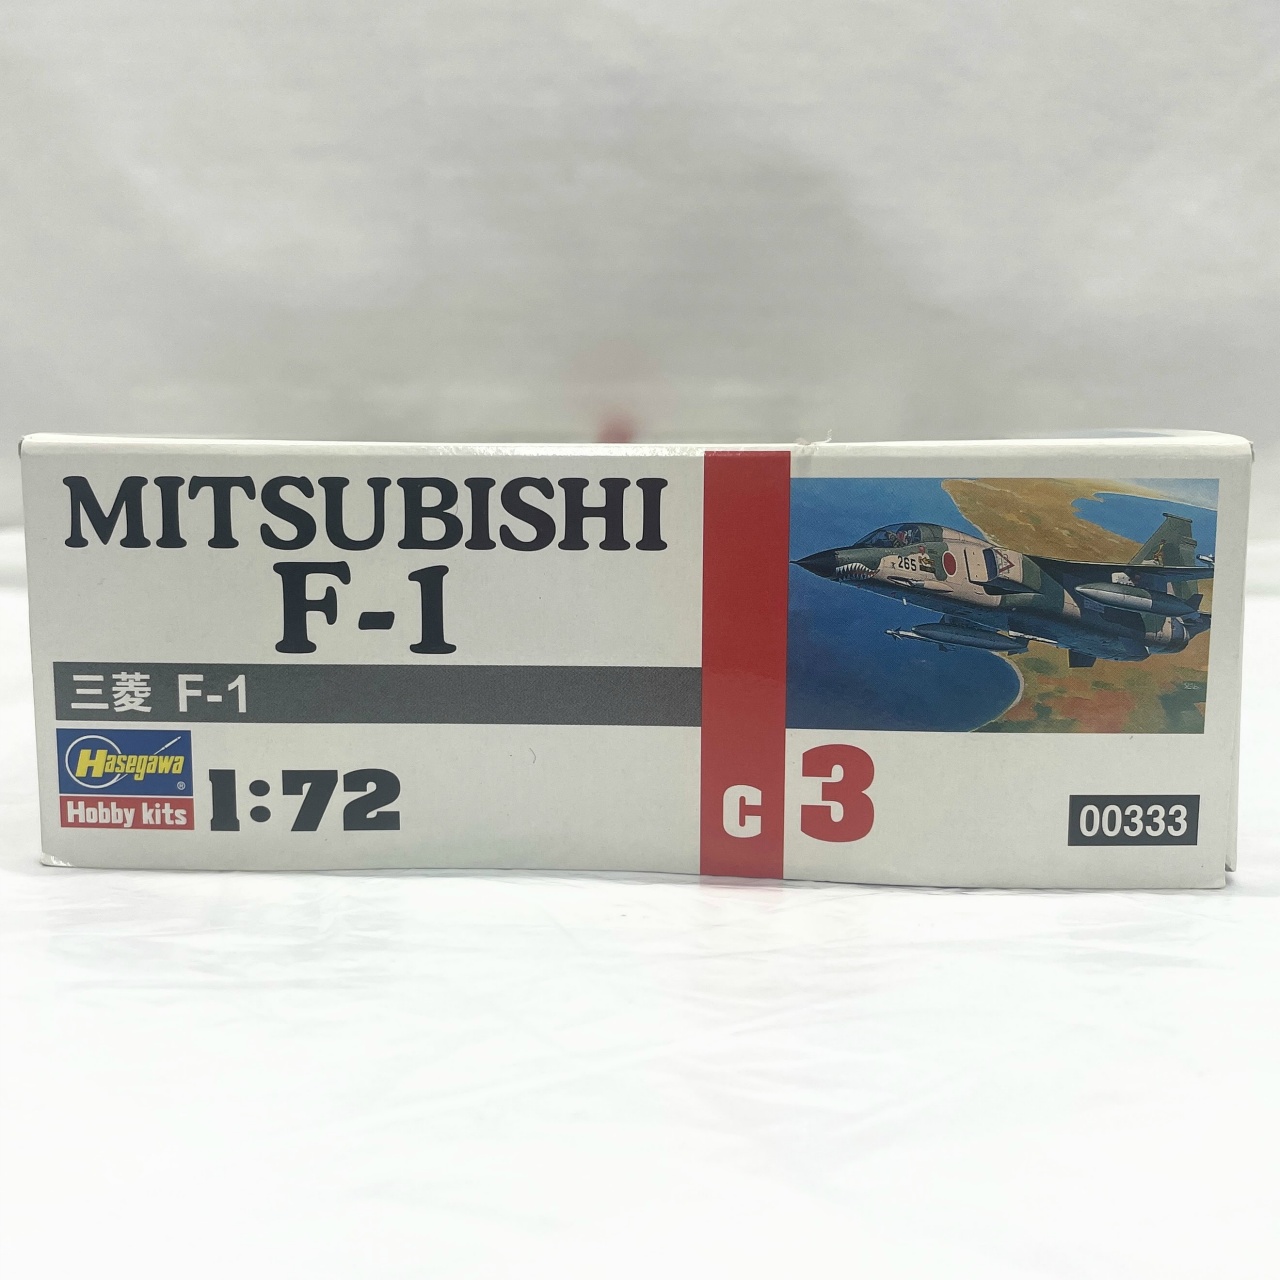 MITSUBISHI
F-1
三菱 F-1
Hasegawa®
Hobby kits
1:72
C 3
00333
265